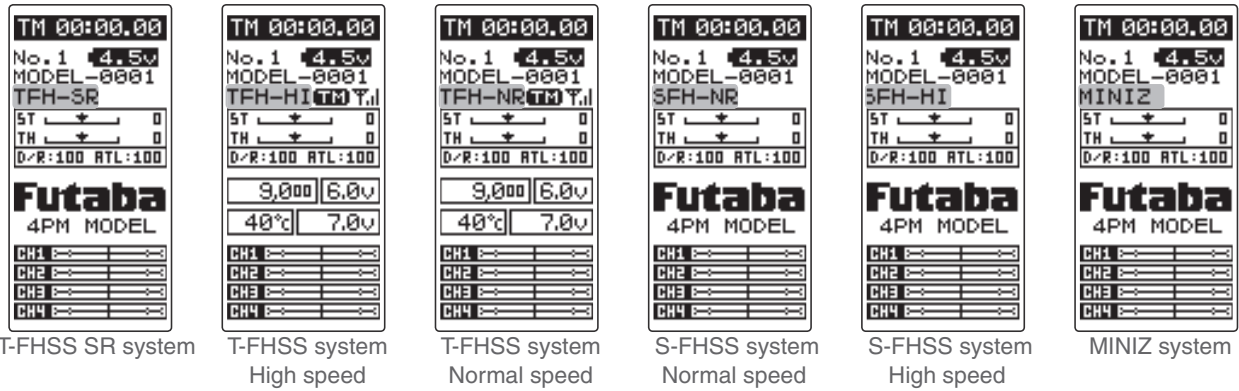 TM 00:00.00
No.1 4.5v
MODEL-0001
TFH-SR
ST 0
TH 0
D/R:100 ATL:100
Futaba
4PM MODEL
CH1
CH2
CH3
CH4
T-FHSS SR system
TM 00:00.00
No.1 4.5v
MODEL-0001
TFH-HI TM
ST 0
TH 0
D/R:100 ATL:100
9,000 6.0v
40°C 7.0v
CH1
CH2
CH3
CH4
T-FHSS system
High speed
TM 00:00.00
No.1 4.5v
MODEL-0001
TFH-NR TM
ST 0
TH 0
D/R:100 ATL:100
9,000 6.0v
40°C 7.0v
CH1
CH2
CH3
CH4
T-FHSS system
Normal speed
TM 00:00.00
No.1 4.5v
MODEL-0001
SFH-NR
ST 0
TH 0
D/R:100 ATL:100
Futaba
4PM MODEL
CH1
CH2
CH3
CH4
S-FHSS system
Normal speed
TM 00:00.00
No.1 4.5v
MODEL-0001
SFH-HI
ST 0
TH 0
D/R:100 ATL:100
Futaba
4PM MODEL
CH1
CH2
CH3
CH4
S-FHSS system
High speed
TM 00:00.00
No.1 4.5v
MODEL-0001
MINIZ
ST 0
TH 0
D/R:100 ATL:100
Futaba
4PM MODEL
CH1
CH2
CH3
CH4
MINIZ system